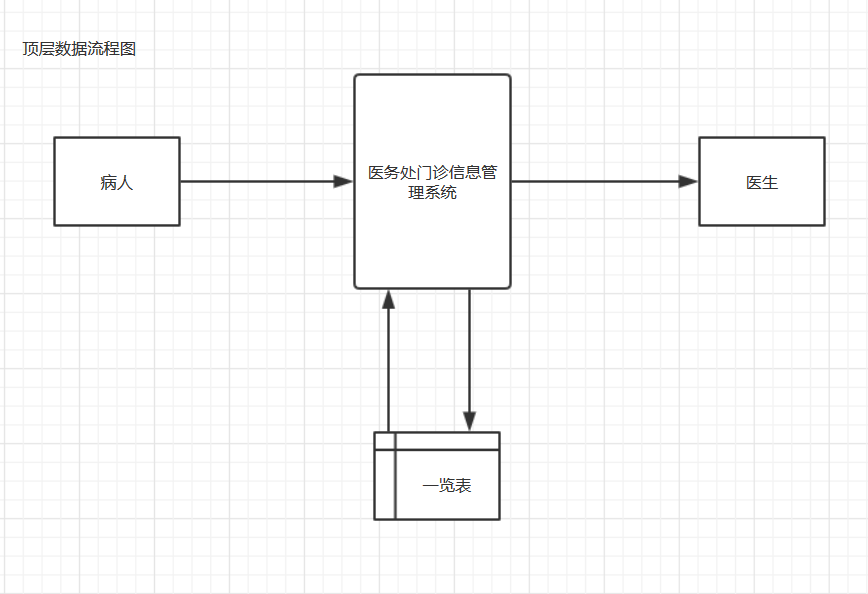 顶层数据流程图
病人
医务处门诊信息管
理系统
医生
一览表